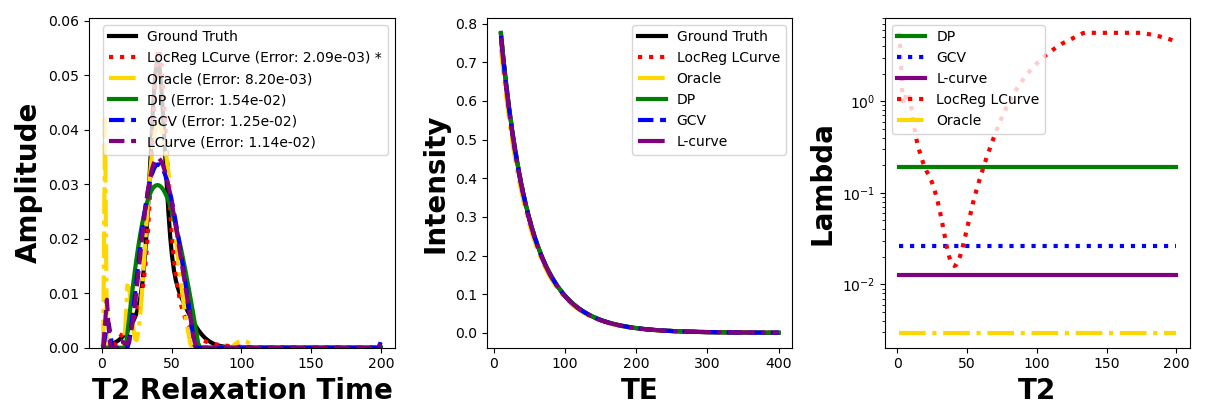 0.06
0.05
0.04
0.03
0.02
0.01
0.00
Amplitude
Ground Truth
LocReg LCurve (Error: 2.09e-03) *
Oracle (Error: 8.20e-03)
DP (Error: 1.54e-02)
GCV (Error: 1.25e-02)
LCurve (Error: 1.14e-02)
0 50 100 150 200
T2 Relaxation Time
0.8
0.7
0.6
0.5
0.4
0.3
0.2
0.1
0.0
Intensity
Ground Truth
LocReg LCurve
Oracle
DP
GCV
L-curve
0 100 200 300 400
TE
10⁰
10⁻¹
10⁻²
Lambda
DP
GCV
L-curve
LocReg LCurve
Oracle
0 50 100 150 200
T2